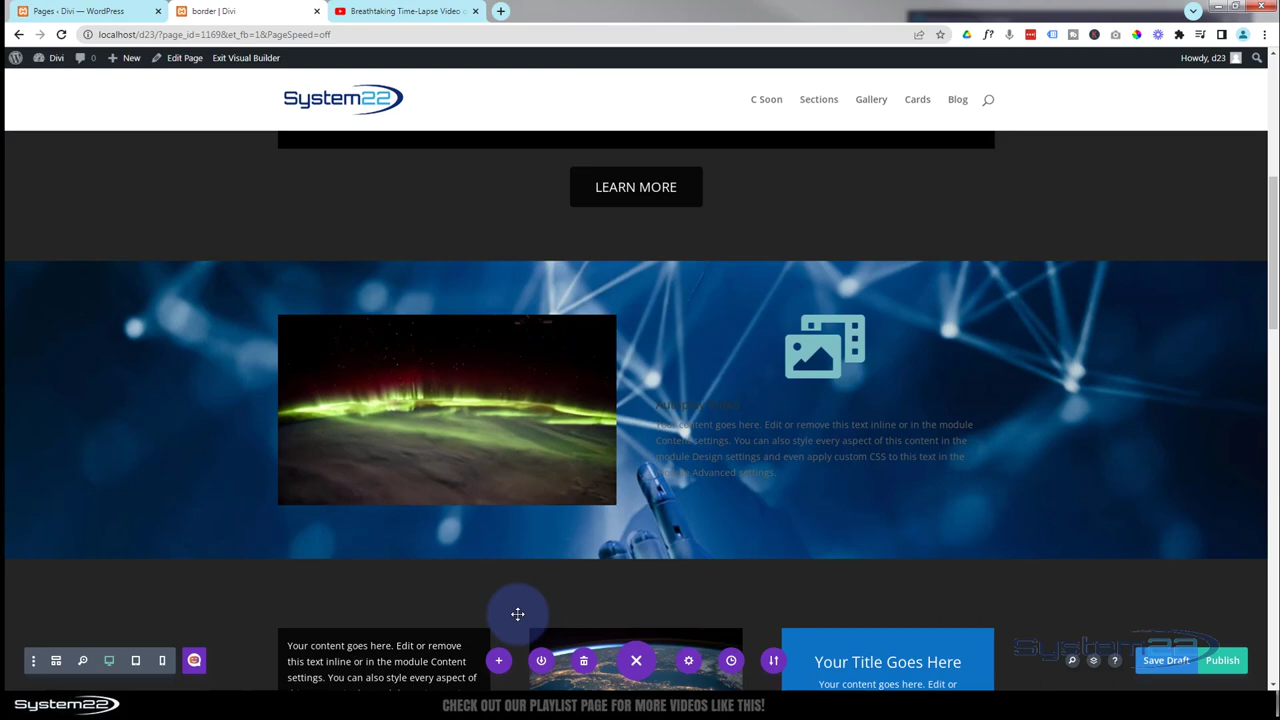 Pages ‹ Divi — WordPress
border | Divi
Breathtaking Time-Lapse Video o
localhost/d23/?page_id=1169&et_fb=1&PageSpeed=off
Divi
0
New
Edit Page
Exit Visual Builder
Howdy, d23
System22
C Soon
Sections
Gallery
Cards
Blog
LEARN MORE
Your content goes here. Edit or remove this text inline or in the module
Content settings. You can also style every aspect of this content in the
module Design settings and even apply custom CSS to this text in the
Advanced settings.
Your content goes here. Edit or remove
this text inline or in the module Content
settings. You can also style every aspect of
Your Title Goes Here
Your content goes here. Edit or
System22
Save Draft
Publish
System22
CHECK OUT OUR PLAYLIST PAGE FOR MORE VIDEOS LIKE THIS!